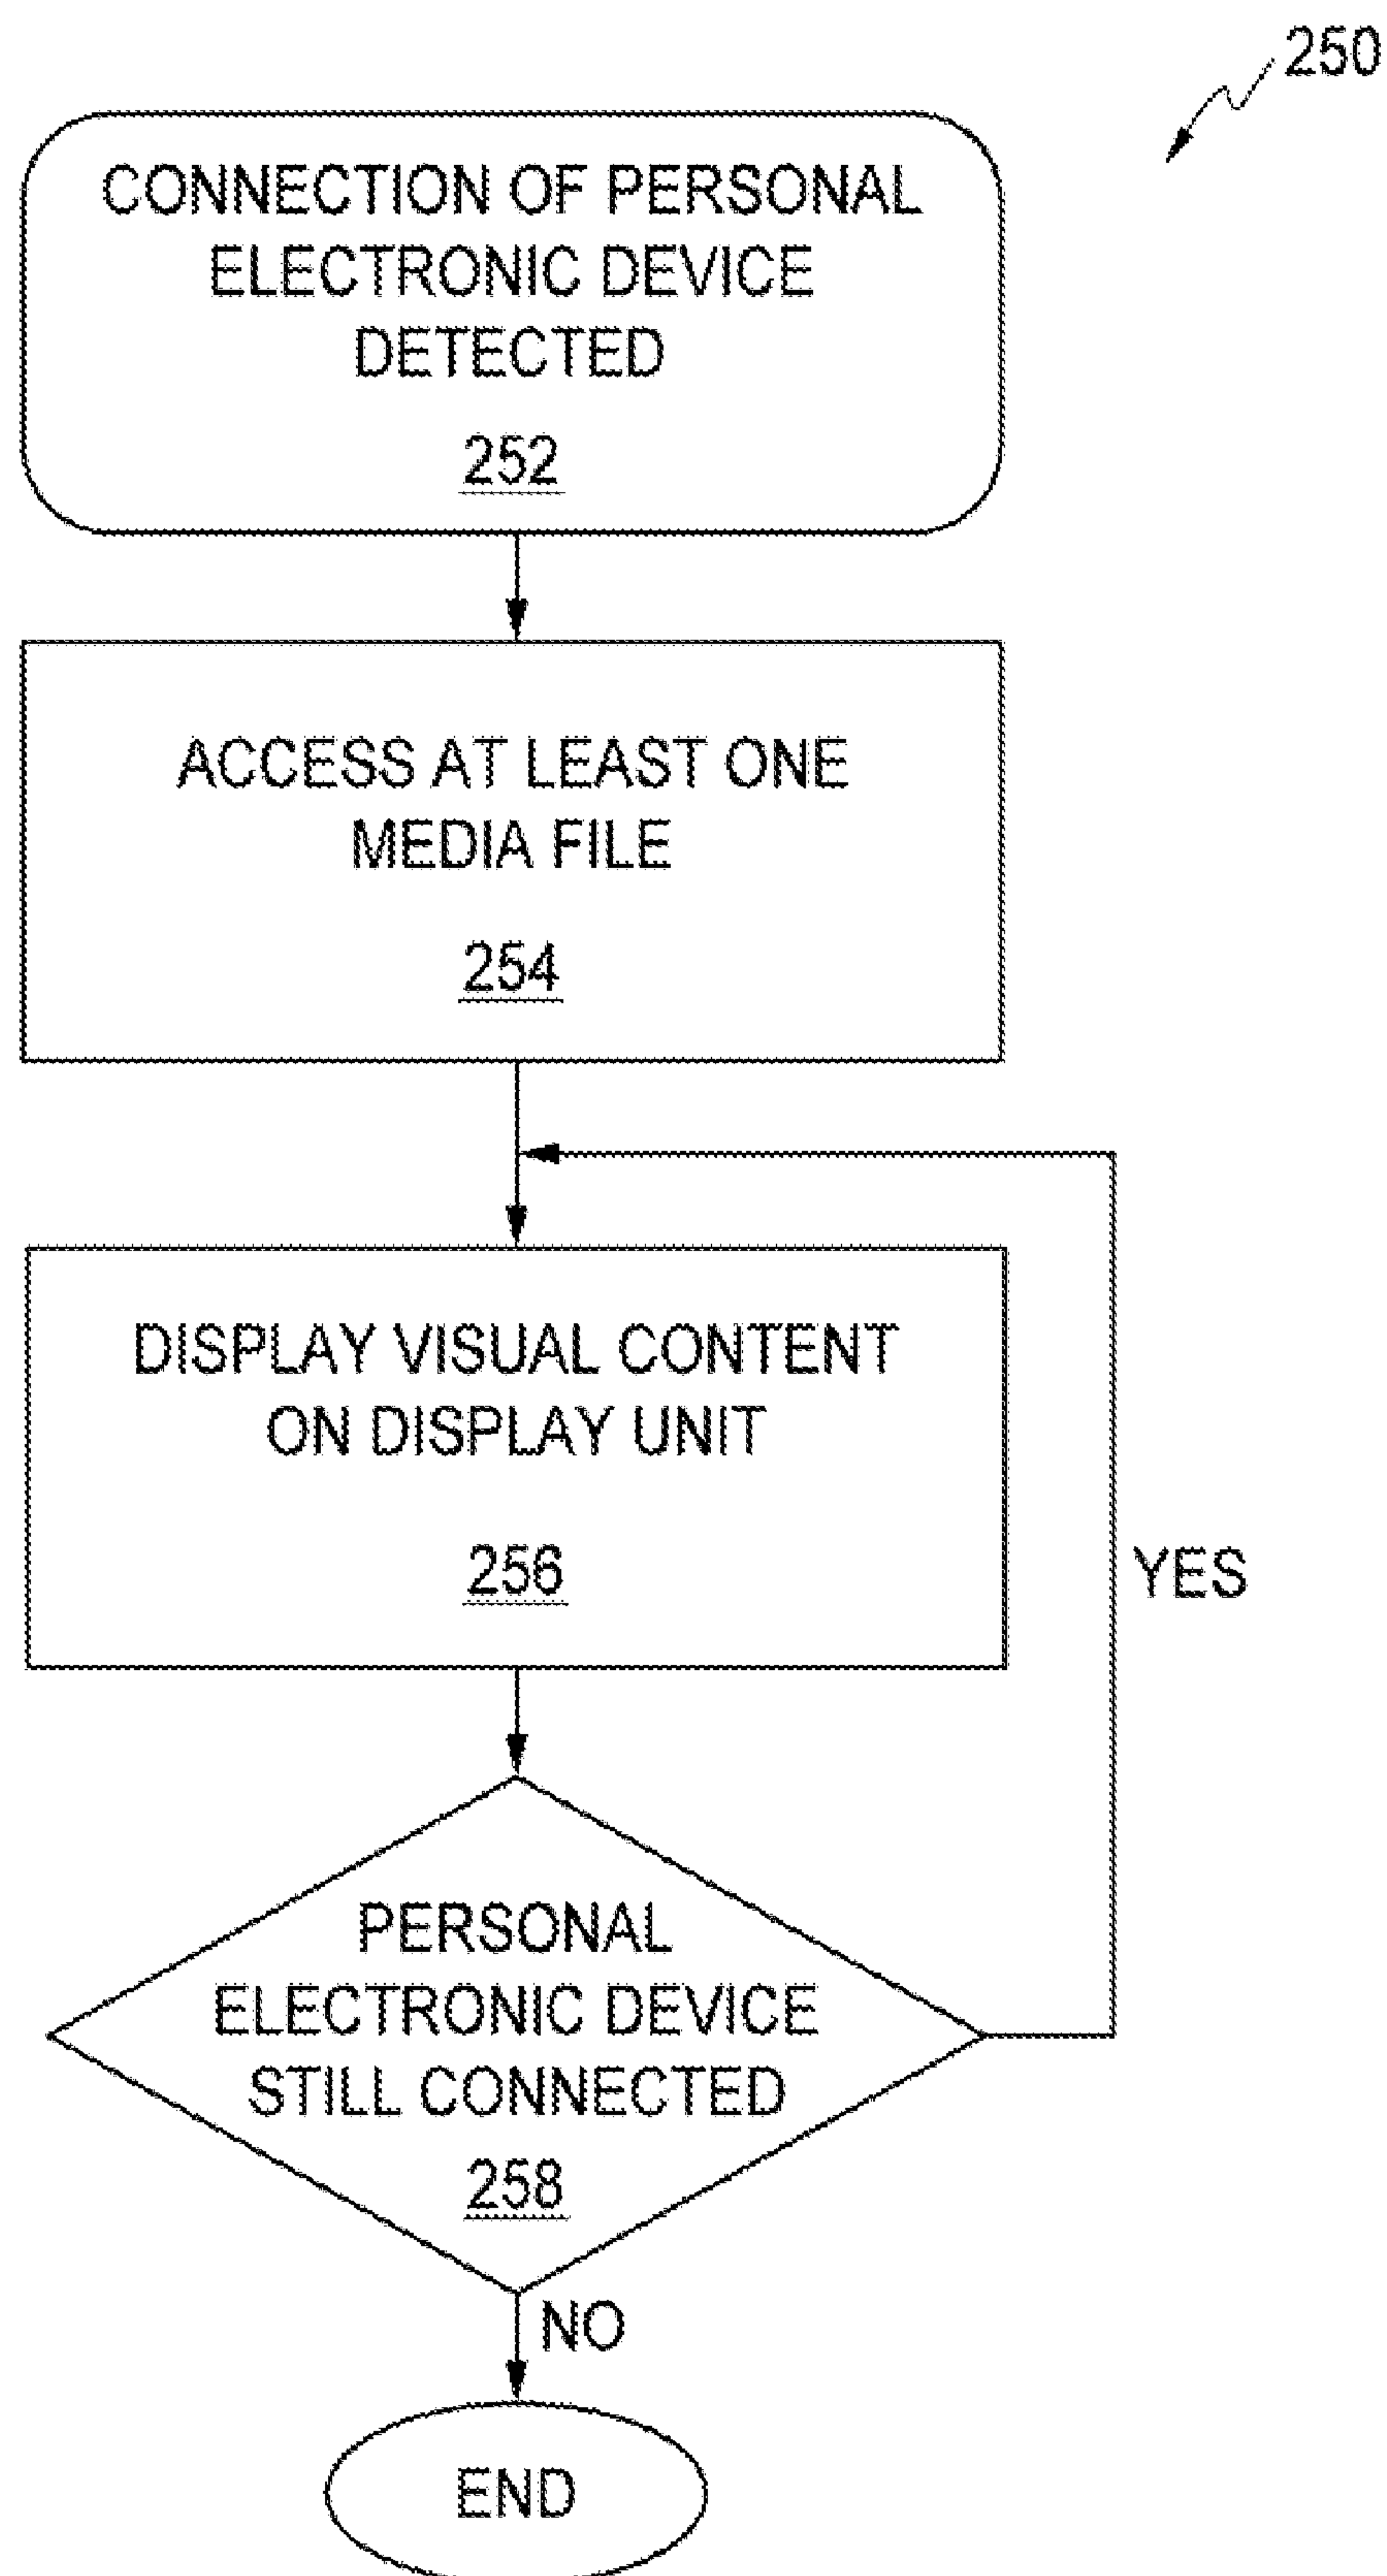 250
CONNECTION OF PERSONAL
ELECTRONIC DEVICE
DETECTED
252
ACCESS AT LEAST ONE
MEDIA FILE
254
DISPLAY VISUAL CONTENT
ON DISPLAY UNIT
256
YES
PERSONAL
ELECTRONIC DEVICE
STILL CONNECTED
258
NO
END